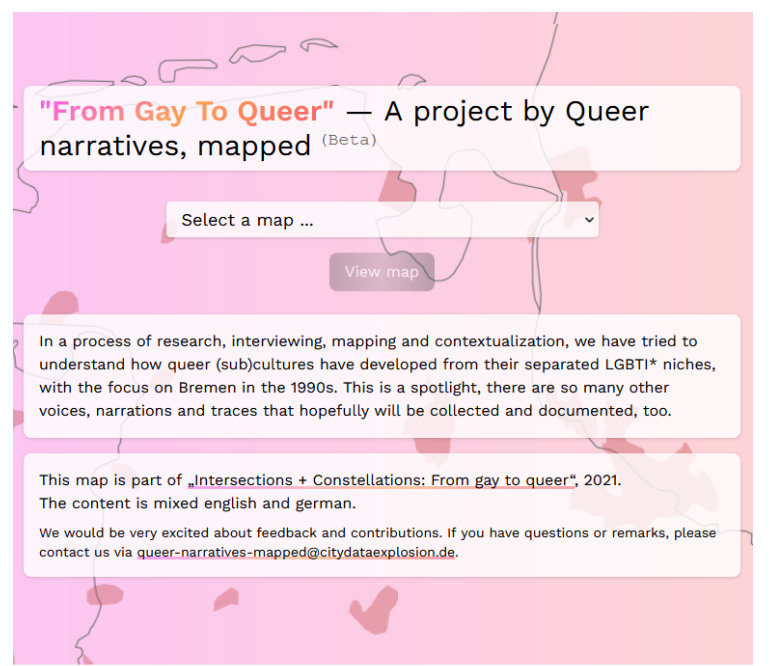 "From Gay To Queer" — A project by Queer
narratives, mapped (Beta)
Select a map ...
View map
In a process of research, interviewing, mapping and contextualization, we have tried to
understand how queer (sub)cultures have developed from their separated LGBTI* niches,
with the focus on Bremen in the 1990s. This is a spotlight, there are so many other
voices, narrations and traces that hopefully will be collected and documented, too.
This map is part of „Intersections + Constellations: From gay to queer“, 2021.
The content is mixed english and german.
We would be very excited about feedback and contributions. If you have questions or remarks, please
contact us via queer-narratives-mapped@citydataexplosion.de.